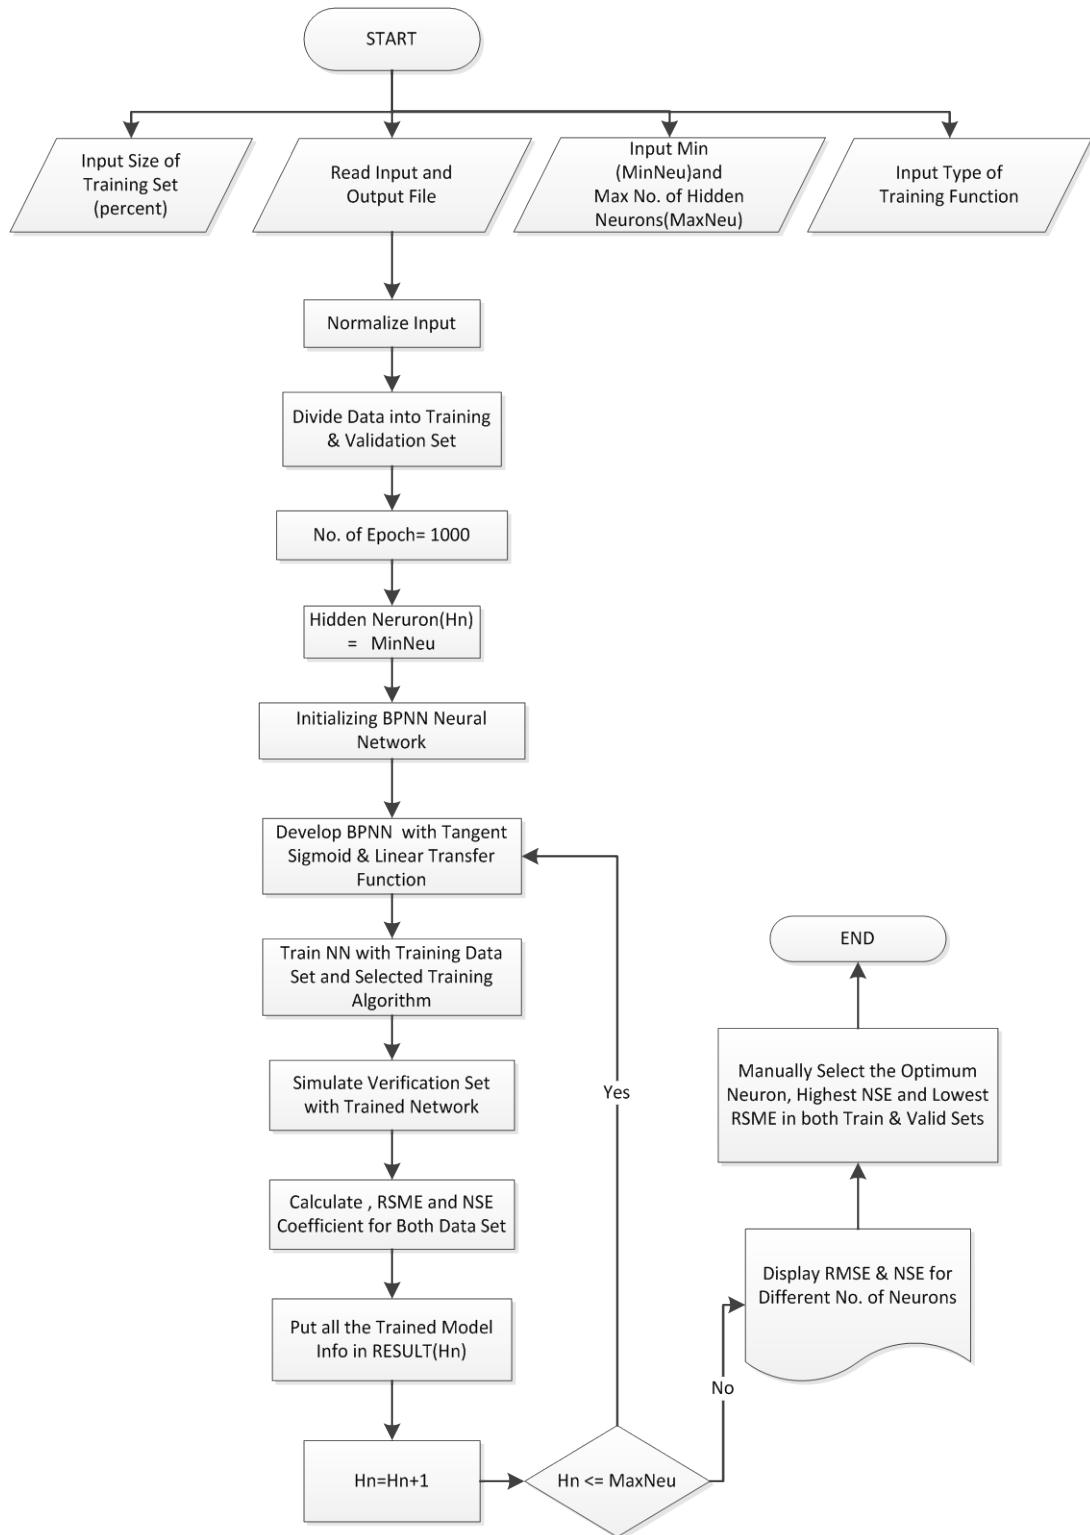 START
Input Size of
Training Set
(percent)
Read Input and
Output File
Input Min
(MinNeu)and
Max No. of Hidden
Neurons(MaxNeu)
Input Type of
Training Function
Normalize Input
Divide Data into Training
& Validation Set
No. of Epoch= 1000
Hidden Neruron(Hn)
= MinNeu
Initializing BPNN Neural
Network
Develop BPNN with Tangent
Sigmoid & Linear Transfer
Function
Train NN with Training Data
Set and Selected Training
Algorithm
Simulate Verification Set
with Trained Network
Calculate , RSME and NSE
Coefficient for Both Data Set
Put all the Trained Model
Info in RESULT(Hn)
Hn=Hn+1
Hn <= MaxNeu
Yes
No
Display RMSE & NSE for
Different No. of Neurons
Manually Select the Optimum
Neuron, Highest NSE and Lowest
RSME in both Train & Valid Sets
END